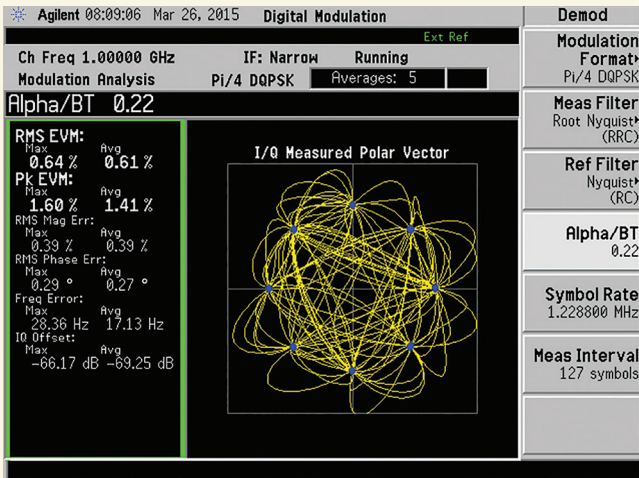 Agilent 08:09:06 Mar 26, 2015 Digital Modulation
Ext Ref
Ch Freq 1.00000 GHz IF: Narrow Running
Modulation Analysis Pi/4 DQPSK Averages: 5
Alpha/BT 0.22
RMS EVM:
Max Avg
0.64 % 0.61 %
Pk EVM:
Max Avg
1.60 % 1.41 %
RMS Mag Err:
Max Avg
0.39 % 0.39 %
RMS Phase Err:
Max Avg
0.29 ° 0.27 °
Freq Error:
Max Avg
28.36 Hz 17.13 Hz
IQ Offset:
Max Avg
-66.17 dB -69.25 dB
I/Q Measured Polar Vector
Demod
Modulation
Format
Pi/4 DQPSK
Meas Filter
Root Nyquist
(RRC)
Ref Filter
Nyquist
(RC)
Alpha/BT
0.22
Symbol Rate
1.228800 MHz
Meas Interval
127 symbols